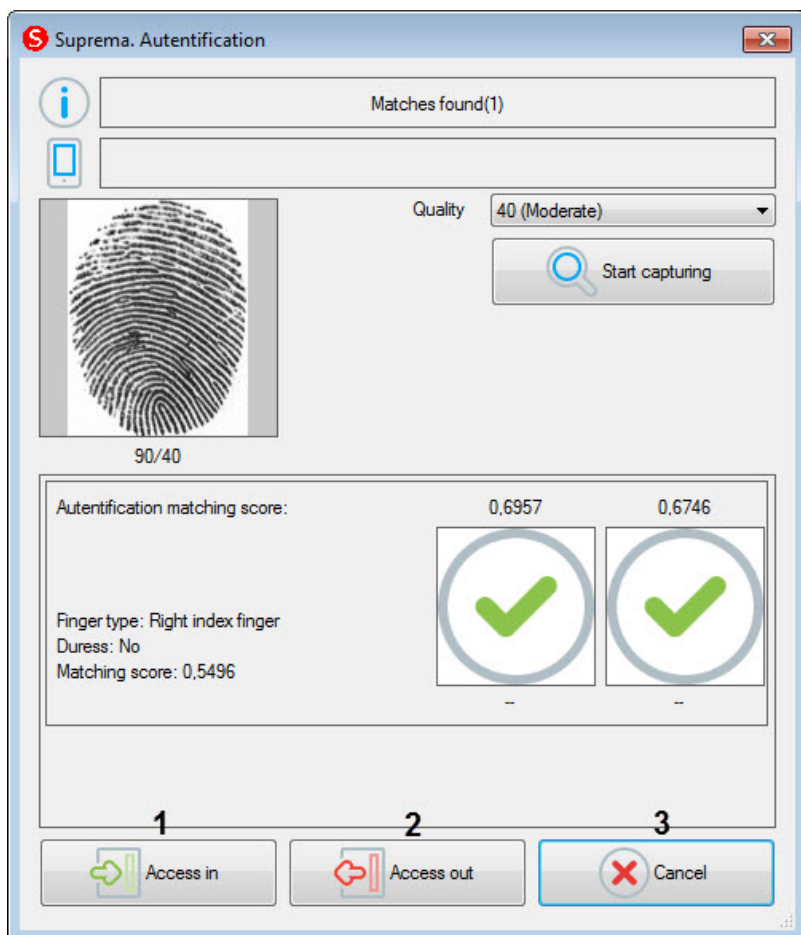 Suprema. Autentification
Matches found(1)
Quality 40 (Moderate)
Start capturing
90/40
Autentification matching score: 0,6957 0,6746
Finger type: Right index finger
Duress: No
Matching score: 0,5496
-- --
1 2 3
Access in Access out Cancel